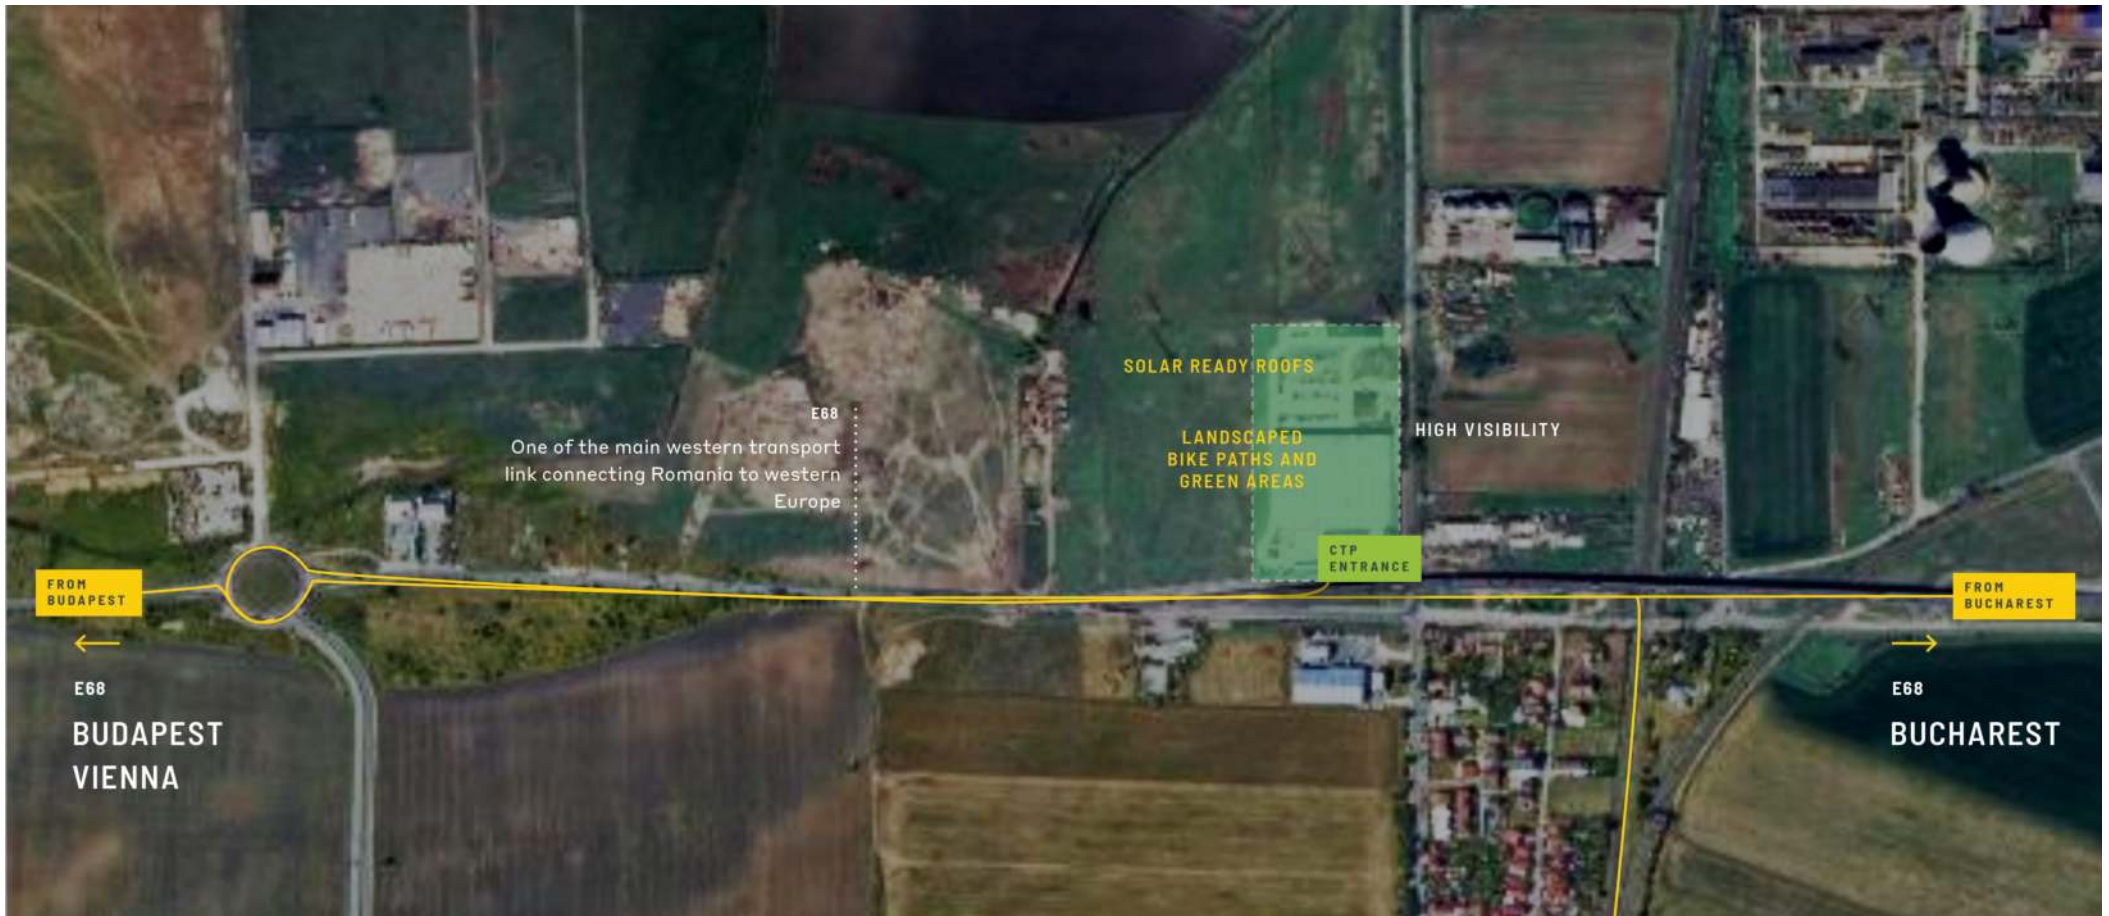 SOLAR READY ROOFS
E68
One of the main western transport
link connecting Romania to western
Europe
LANDSCAPED
BIKE PATHS AND
GREEN AREAS
HIGH VISIBILITY
CTP
ENTRANCE
FROM
BUDAPEST
FROM
BUCHAREST
E68
BUDAPEST
VIENNA
E68
BUCHAREST